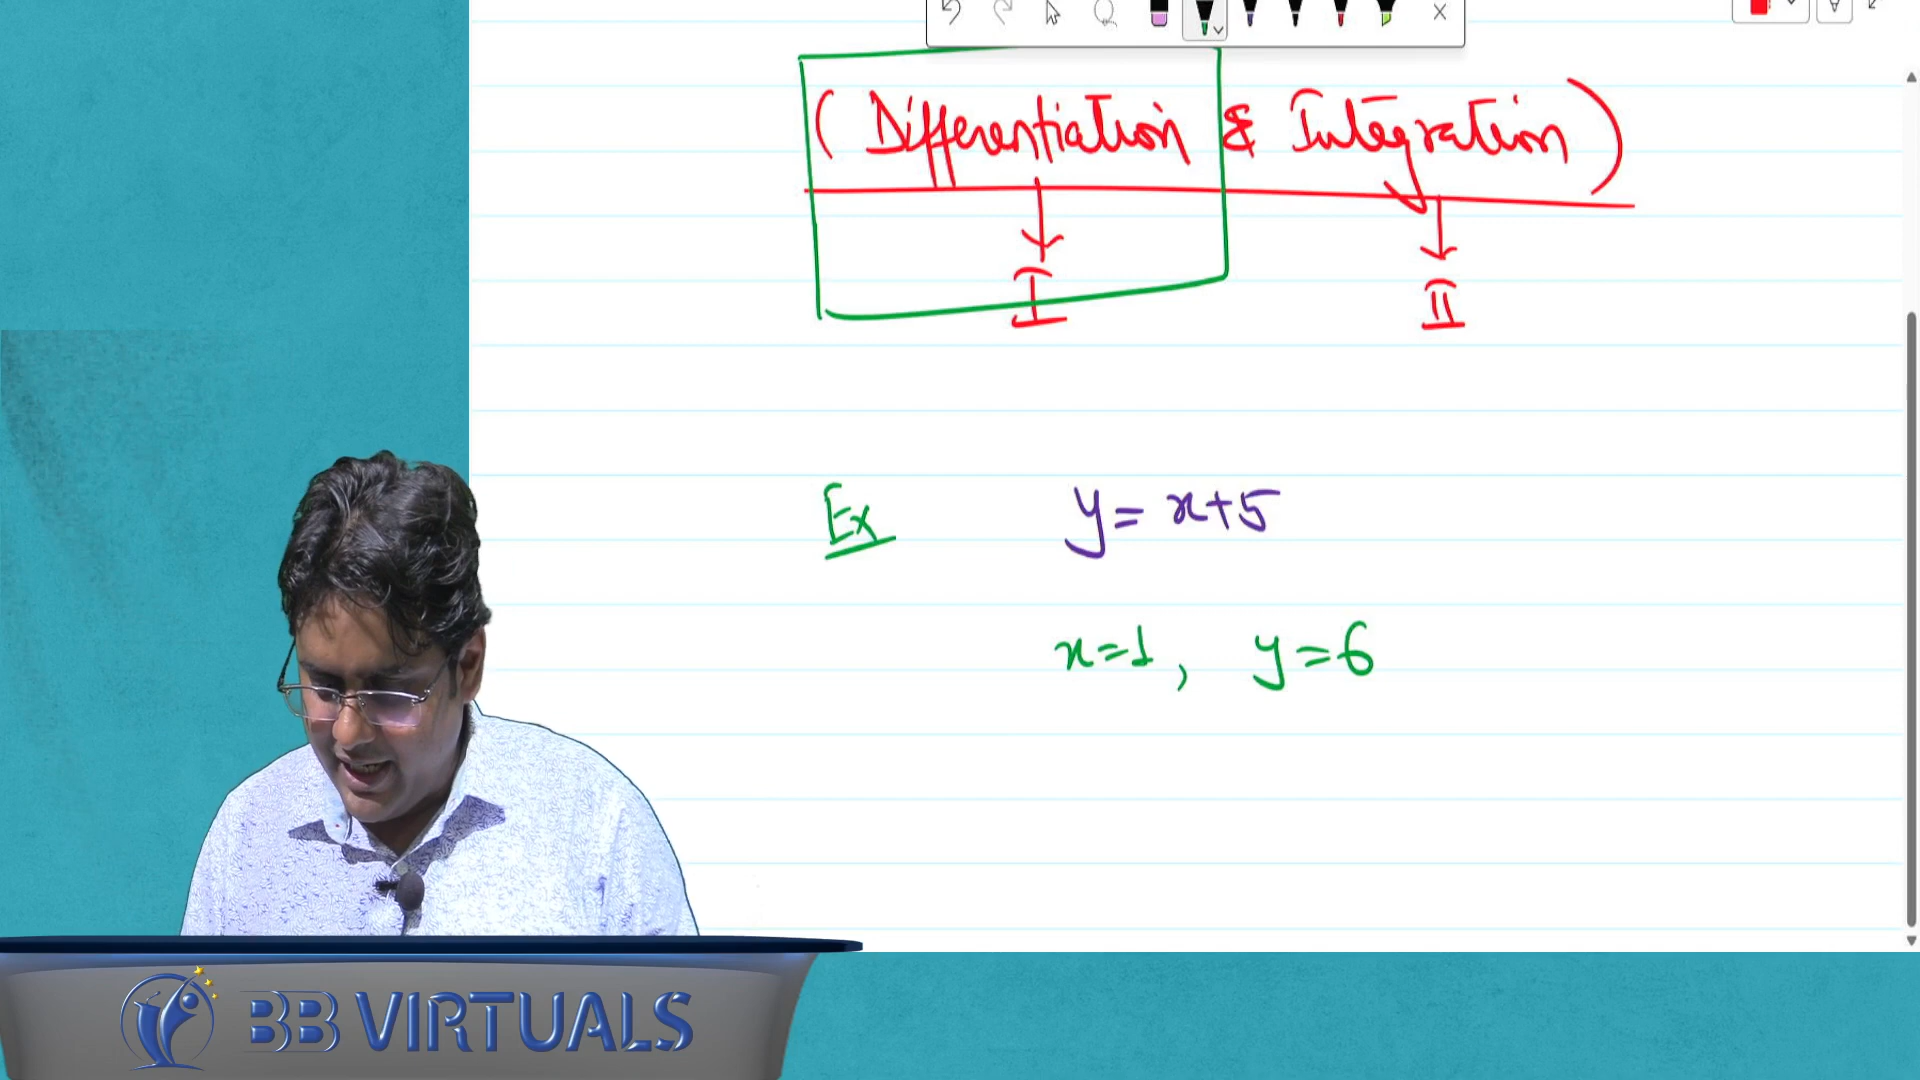 ( Differentiation & Integration )
I II
Ex y = x+5
x=1, y=6
BB VIRTUALS